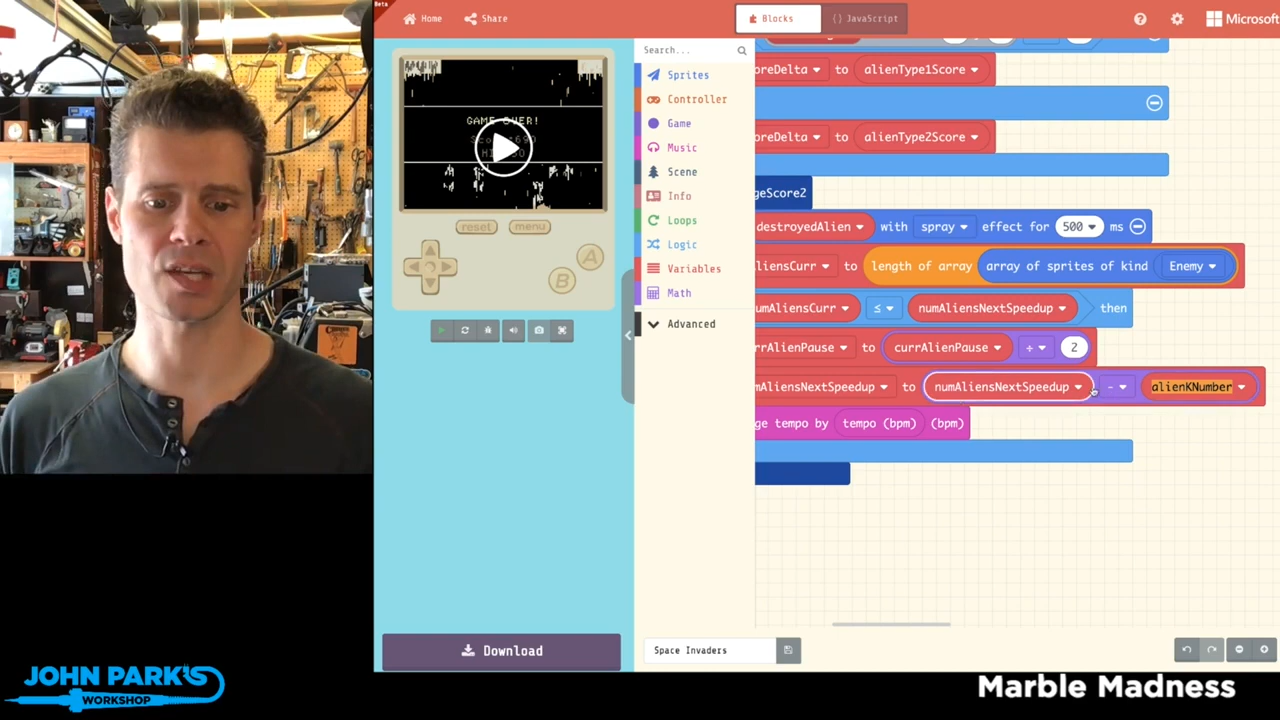 Beta
Home
Share
Blocks
{} JavaScript
Microsoft
Search...
Sprites
Controller
Game
Music
Scene
Info
Loops
Logic
Variables
Math
Advanced
GAME OVER!
reset
menu
A
B
Download
oreDelta to alienType1Score
oreDelta to alienType2Score
geScore2
destroyedAlien with spray effect for 500 ms
liensCurr to length of array array of sprites of kind Enemy
umAliensCurr ≤ numAliensNextSpeedup then
rrAlienPause to currAlienPause ÷ 2
mAliensNextSpeedup to numAliensNextSpeedup - alienKNumber
ge tempo by tempo (bpm) (bpm)
Space Invaders
JOHN PARK'S
WORKSHOP
Marble Madness